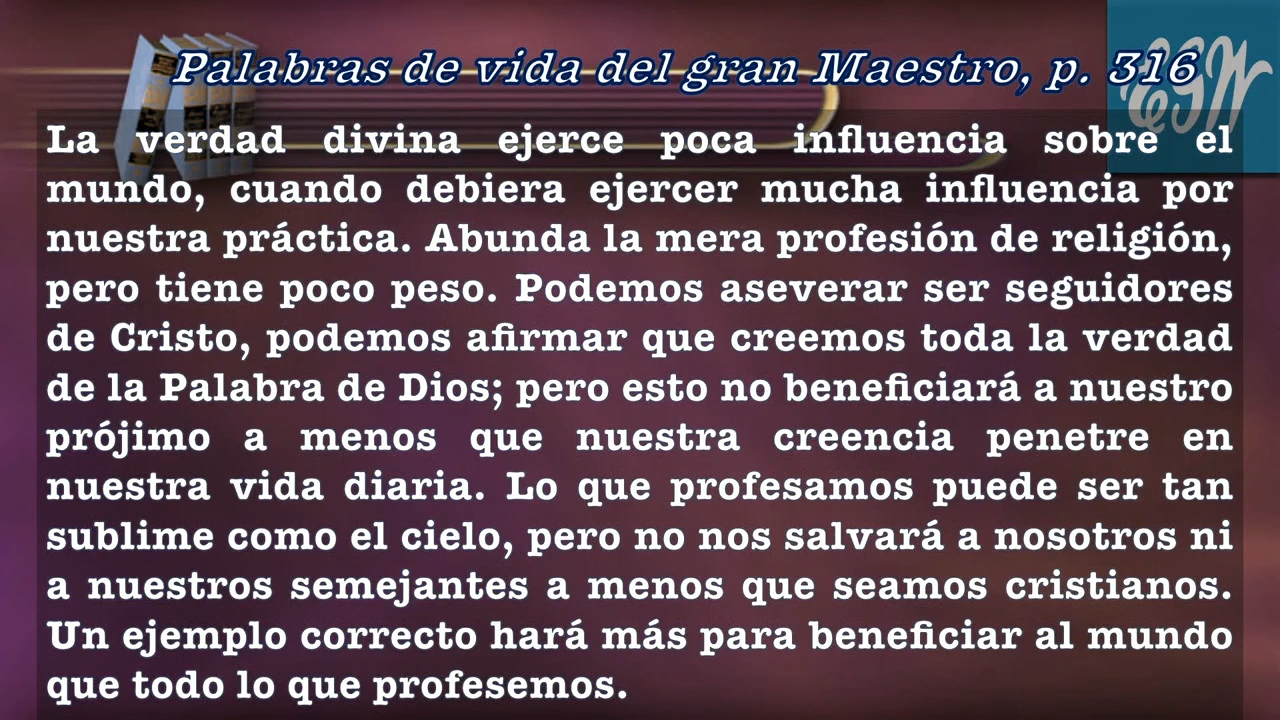 Palabras de vida del gran Maestro, p. 316
EGW
La verdad divina ejerce poca influencia sobre el
mundo, cuando debiera ejercer mucha influencia por
nuestra práctica. Abunda la mera profesión de religión,
pero tiene poco peso. Podemos aseverar ser seguidores
de Cristo, podemos afirmar que creemos toda la verdad
de la Palabra de Dios; pero esto no beneficiará a nuestro
prójimo a menos que nuestra creencia penetre en
nuestra vida diaria. Lo que profesamos puede ser tan
sublime como el cielo, pero no nos salvará a nosotros ni
a nuestros semejantes a menos que seamos cristianos.
Un ejemplo correcto hará más para beneficiar al mundo
que todo lo que profesemos.